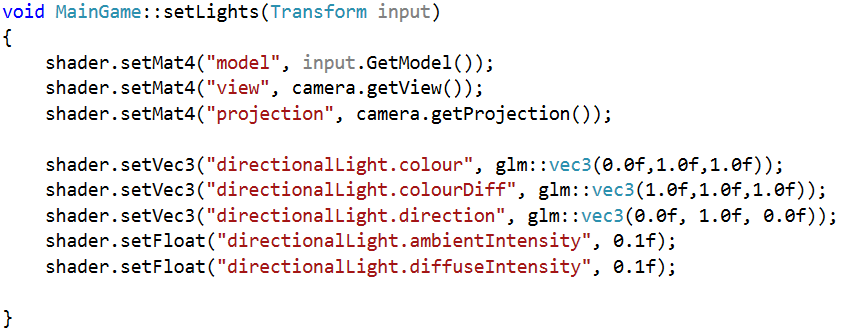 void MainGame::setLights(Transform input)
{
    shader.setMat4("model", input.GetModel());
    shader.setMat4("view", camera.getView());
    shader.setMat4("projection", camera.getProjection());

    shader.setVec3("directionalLight.colour", glm::vec3(0.0f,1.0f,1.0f));
    shader.setVec3("directionalLight.colourDiff", glm::vec3(1.0f,1.0f,1.0f));
    shader.setVec3("directionalLight.direction", glm::vec3(0.0f, 1.0f, 0.0f));
    shader.setFloat("directionalLight.ambientIntensity", 0.1f);
    shader.setFloat("directionalLight.diffuseIntensity", 0.1f);

}